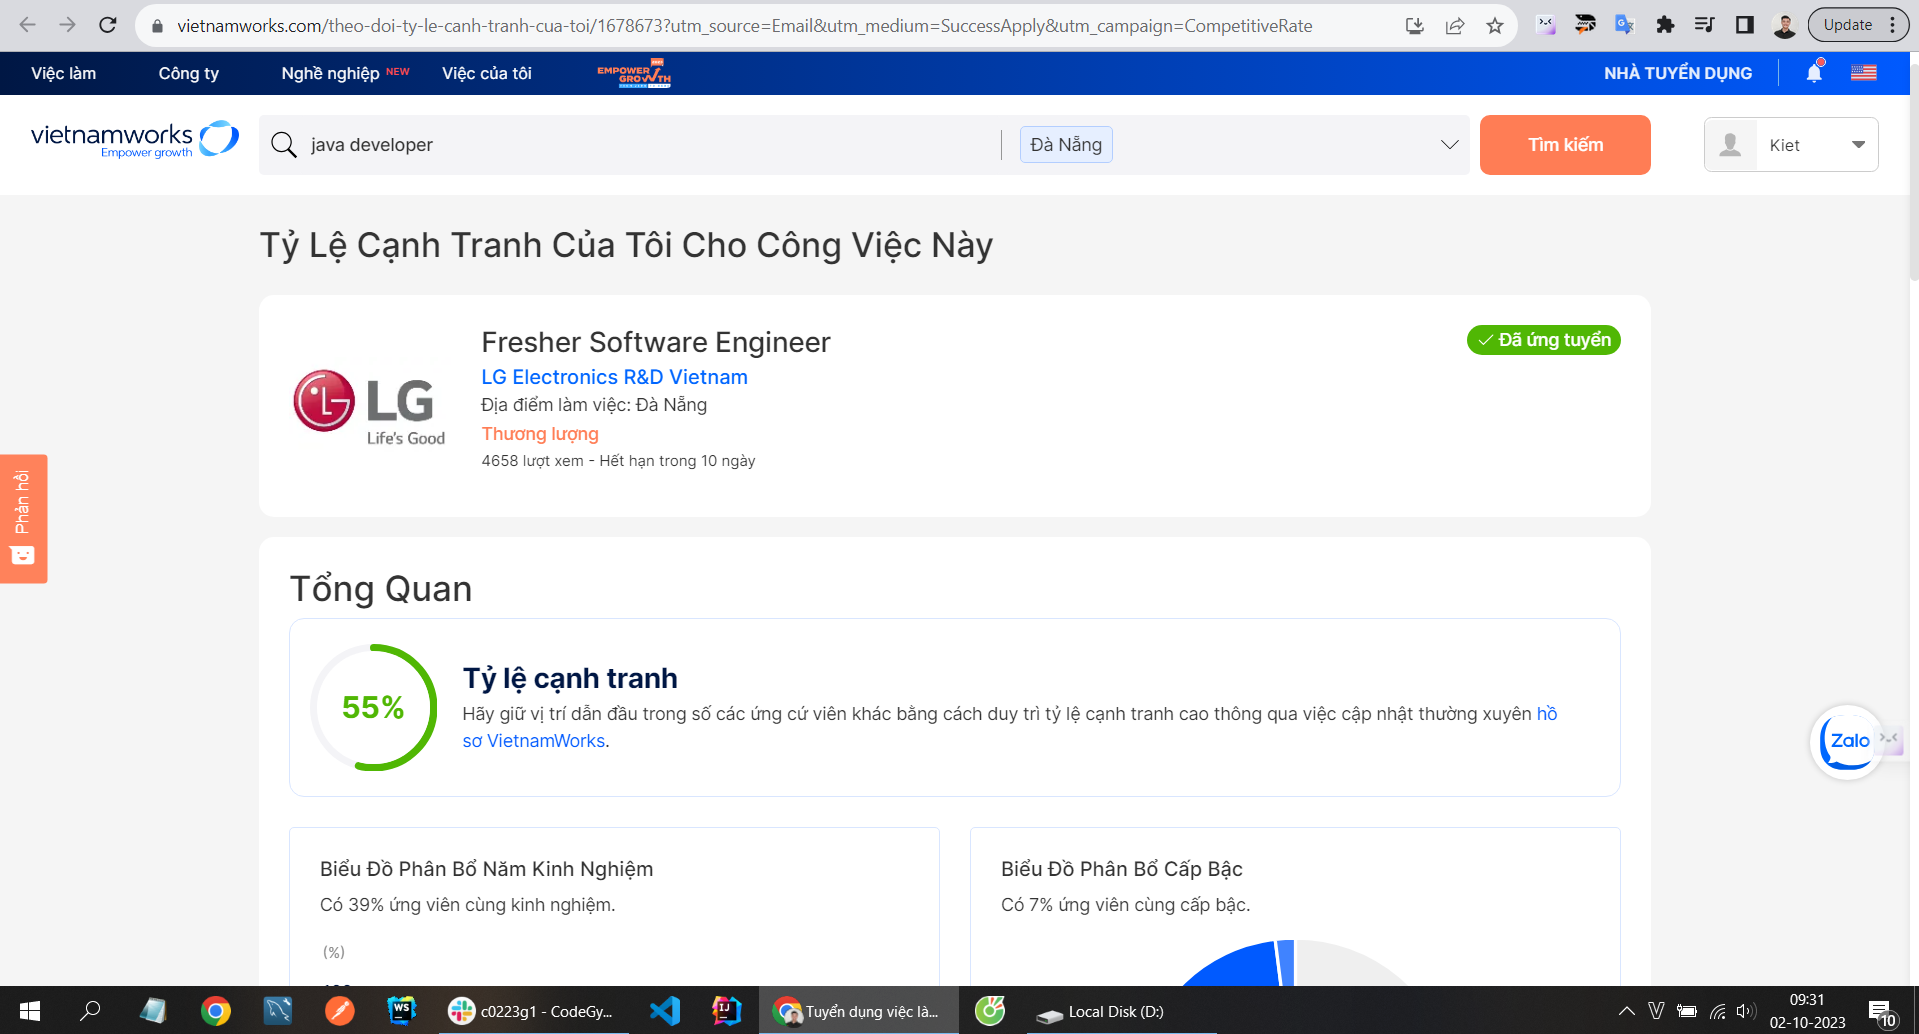 vietnamworks.com/theo-doi-ty-le-canh-tranh-cua-toi/1678673?utm_source=Email&utm_medium=SuccessApply&utm_campaign=CompetitiveRate
Update
Việc làm
Công ty
Nghề nghiệp NEW
Việc của tôi
EMPOWER
GROWTH
NHÀ TUYỂN DỤNG
vietnamworks
Empower growth
java developer
Đà Nẵng
Tìm kiếm
Kiet
Tỷ Lệ Cạnh Tranh Của Tôi Cho Công Việc Này
Fresher Software Engineer
Đã ứng tuyển
LG Electronics R&D Vietnam
LG
Life's Good
Địa điểm làm việc: Đà Nẵng
Thương lượng
4658 lượt xem - Hết hạn trong 10 ngày
Phản hồi
Tổng Quan
55%
Tỷ lệ cạnh tranh
Hãy giữ vị trí dẫn đầu trong số các ứng cứ viên khác bằng cách duy trì tỷ lệ cạnh tranh cao thông qua việc cập nhật thường xuyên hồ
sơ VietnamWorks.
Zalo
Biểu Đồ Phân Bổ Năm Kinh Nghiệm
Có 39% ứng viên cùng kinh nghiệm.
(%)
Biểu Đồ Phân Bổ Cấp Bậc
Có 7% ứng viên cùng cấp bậc.
WS
c0223g1 - CodeGy...
IJ
Tuyển dụng việc là...
Local Disk (D:)
V
09:31
02-10-2023
10